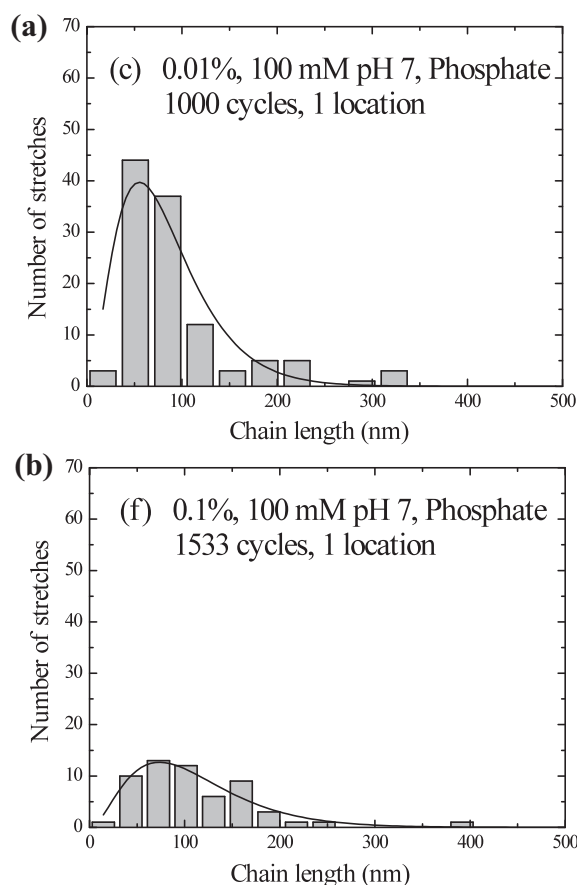 (a)
70
60
50
40
30
20
10
0
Number of stretches
(c) 0.01%, 100 mM pH 7, Phosphate
1000 cycles, 1 location
0 100 200 300 400 500
Chain length (nm)
(b)
70
60
50
40
30
20
10
0
Number of stretches
(f) 0.1%, 100 mM pH 7, Phosphate
1533 cycles, 1 location
0 100 200 300 400 500
Chain length (nm)